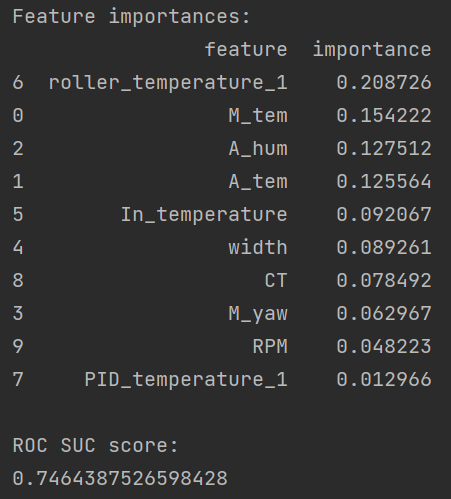 Feature importances:
feature importance
6 roller_temperature_1 0.208726
0 M_tem 0.154222
2 A_hum 0.127512
1 A_tem 0.125564
5 In_temperature 0.092067
4 width 0.089261
8 CT 0.078492
3 M_yaw 0.062967
9 RPM 0.048223
7 PID_temperature_1 0.012966
ROC SUC score:
0.7464387526598428